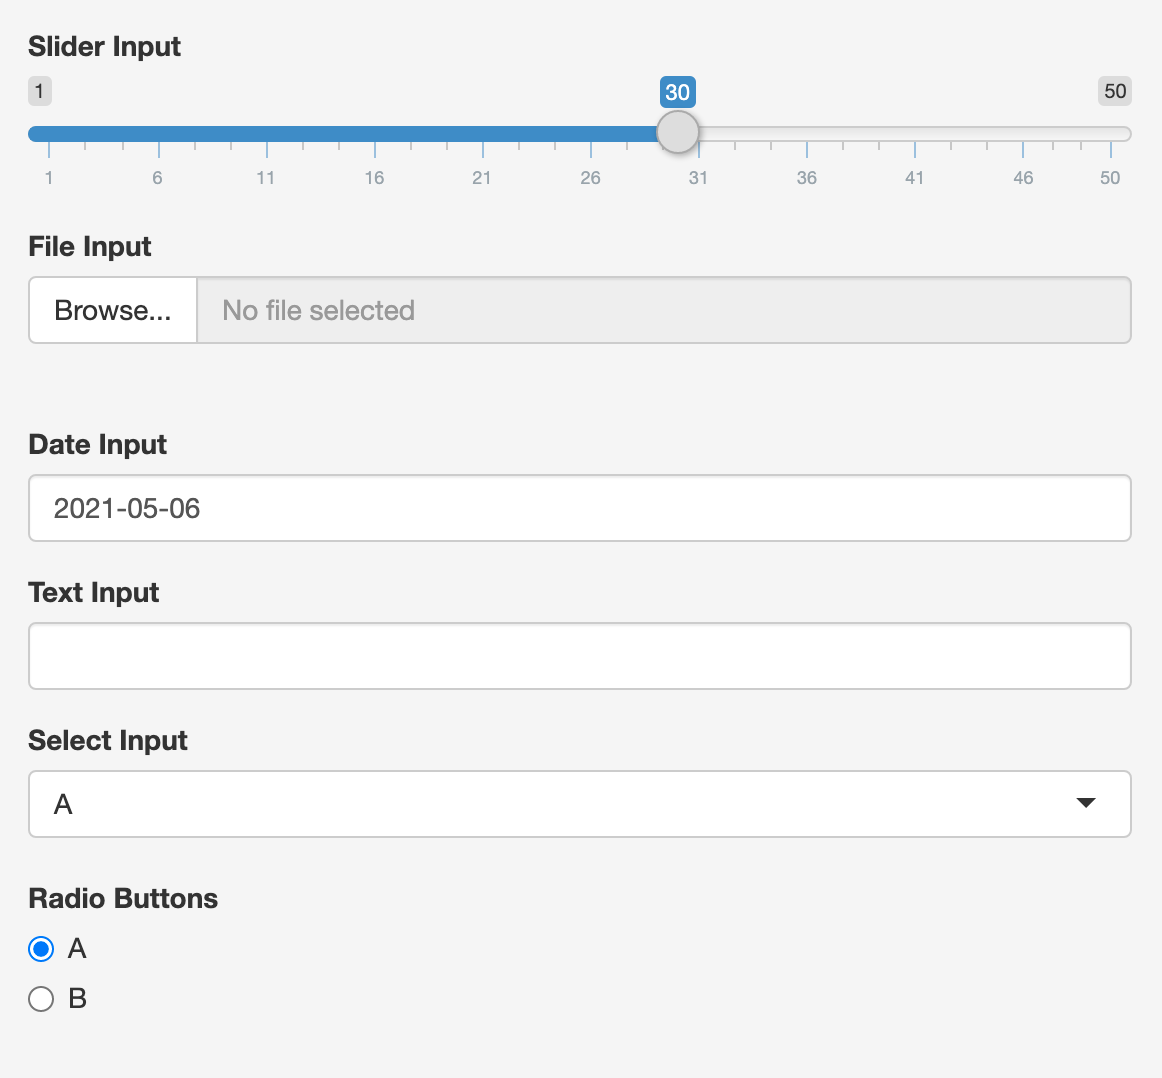 Slider Input
1 30 50
1 6 11 16 21 26 31 36 41 46 50
File Input
Browse... No file selected
Date Input
2021-05-06
Text Input
Select Input
A
Radio Buttons
A
B